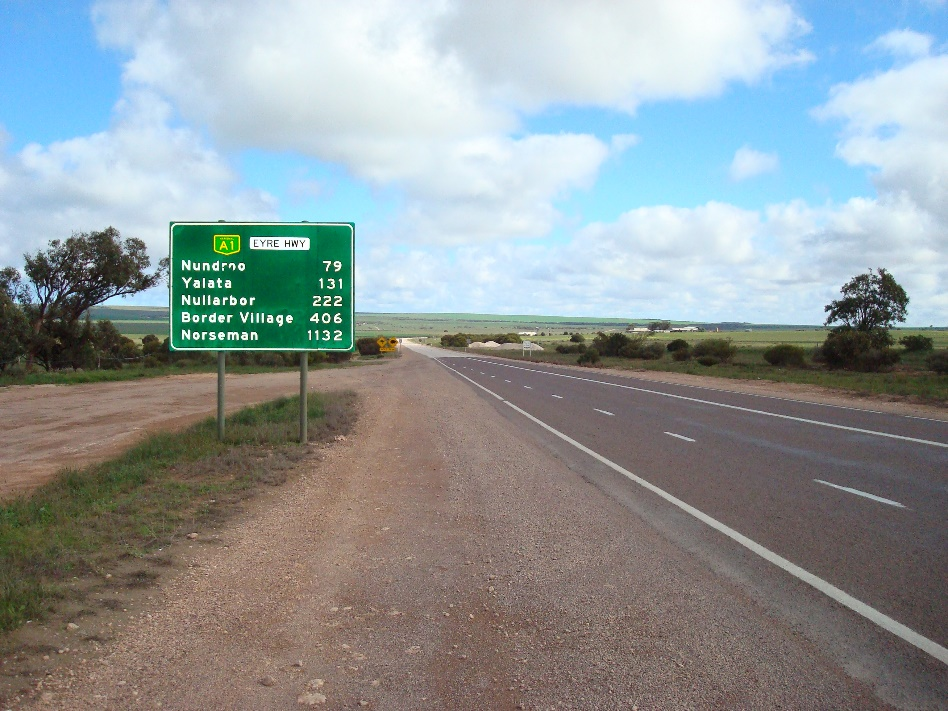 A1 EYRE HWY
Nundroo 79
Yalata 131
Nullarbor 222
Border Village 406
Norseman 1132